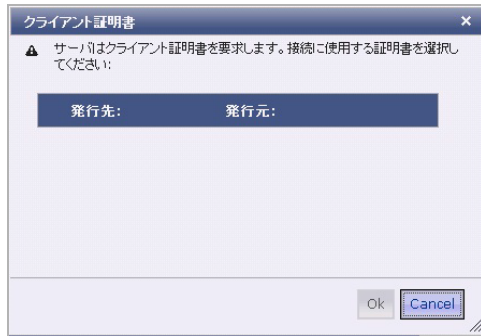 クライアント証明書
サーバはクライアント証明書を要求します。接続に使用する証明書を選択し
てください:
発行先: 発行元:
Ok Cancel